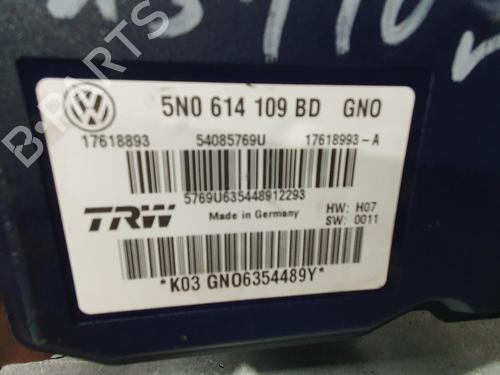 5N0 614 109 BD GNO
17618893 54085769U 17618993-A
5769U635448912293
TRW Made in Germany HW: H07
SW: 0011
*K03 GNO6354489Y*
B-PARTS